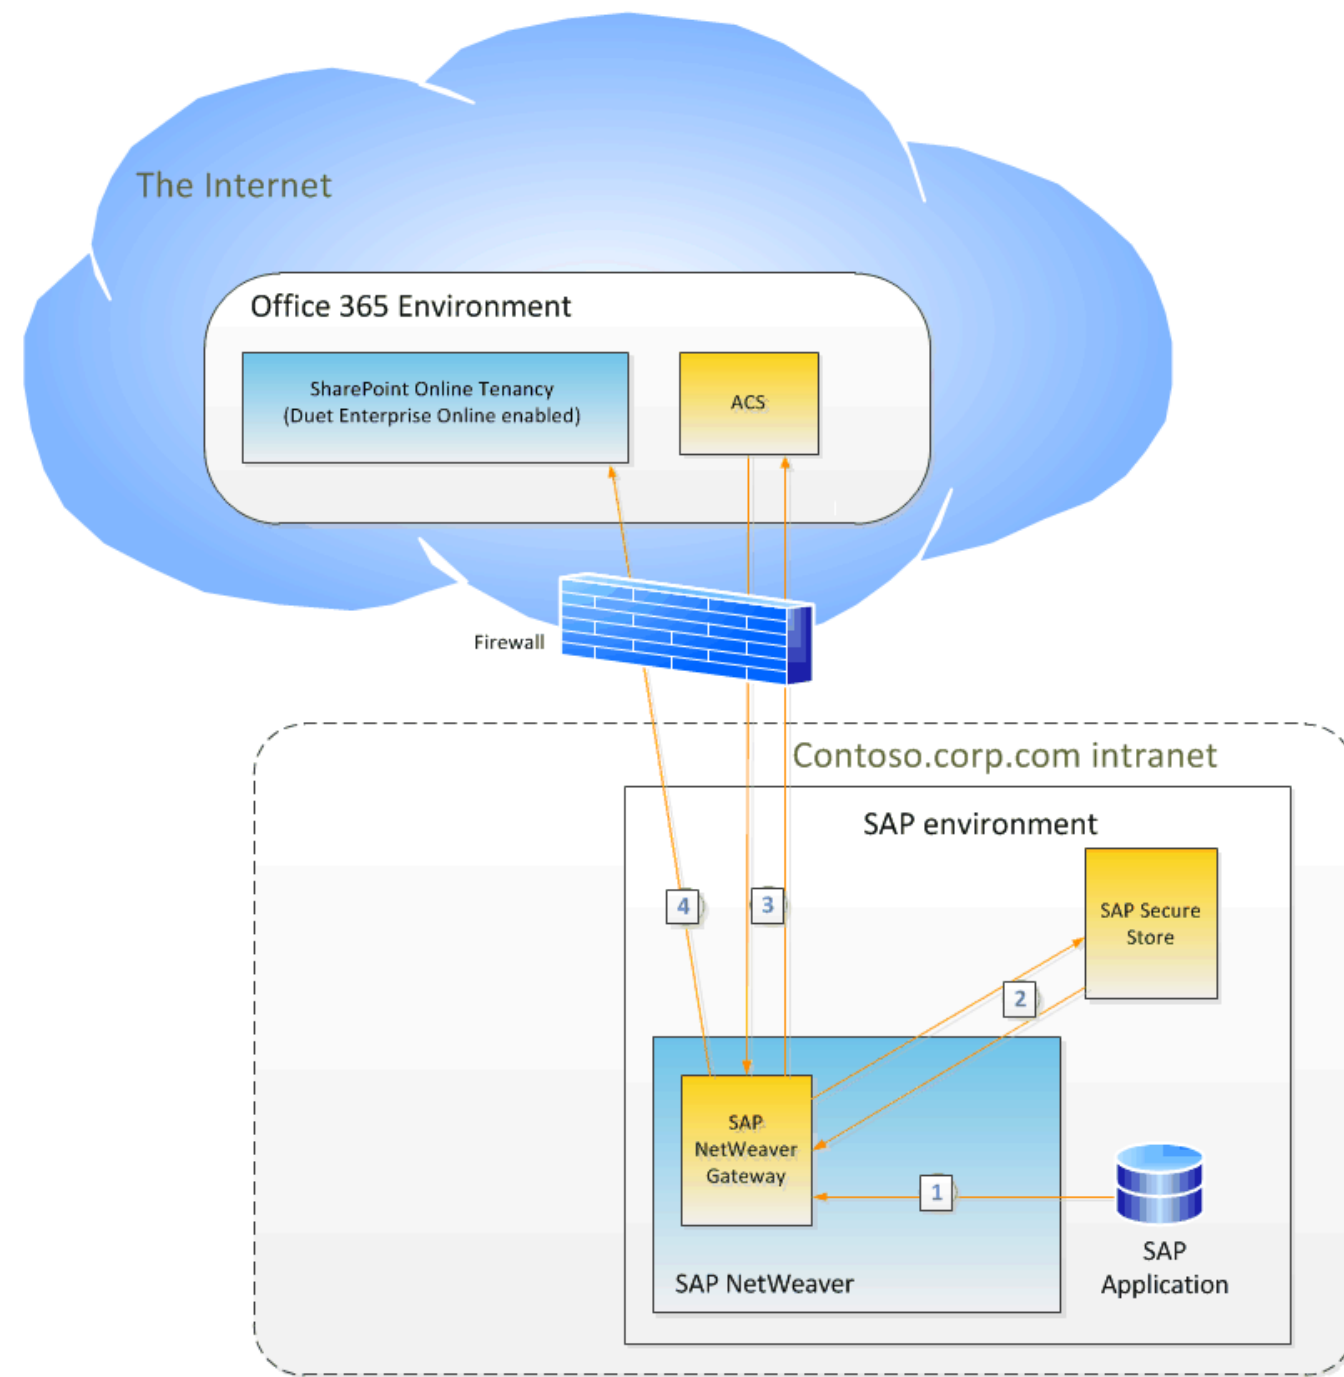 The Internet
Office 365 Environment
SharePoint Online Tenancy
(Duet Enterprise Online enabled)
ACS
Firewall
Contoso.corp.com intranet
SAP environment
SAP Secure
Store
4
3
2
SAP
NetWeaver
Gateway
1
SAP NetWeaver
SAP
Application